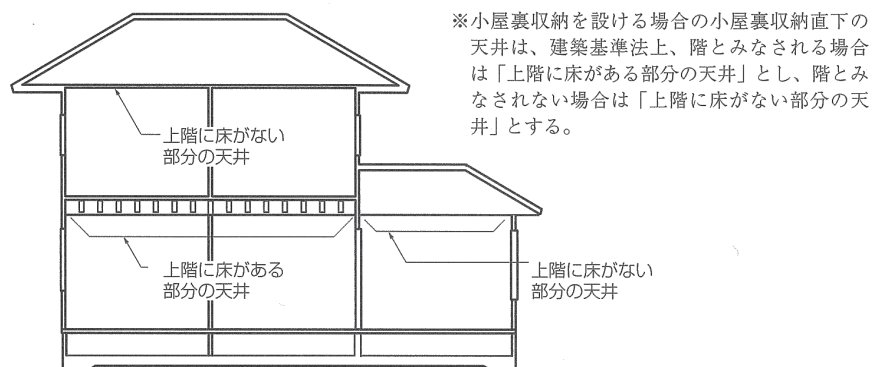 ※小屋裏収納を設ける場合の小屋裏収納直下の
天井は、建築基準法上、階とみなされる場合
は「上階に床がある部分の天井」とし、階とみ
なされない場合は「上階に床がない部分の天
井」とする。
上階に床がない
部分の天井
上階に床がある
部分の天井
上階に床がない
部分の天井